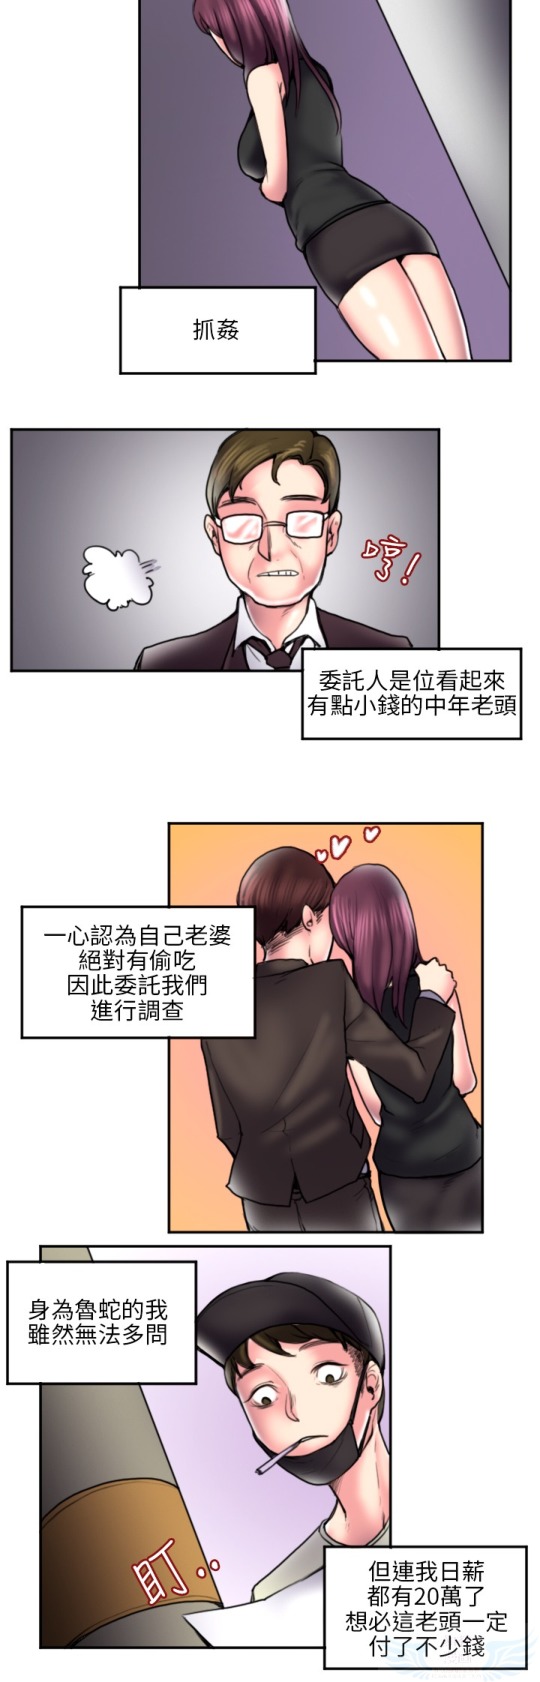 抓姦
哼!
委託人是位看起來
有點小錢的中年老頭
一心認為自己老婆
絕對有偷吃
因此委託我們
進行調查
身為魯蛇的我
雖然無法多問
盯..
但連我日薪
都有20萬了
想必這老頭一定
付了不少錢